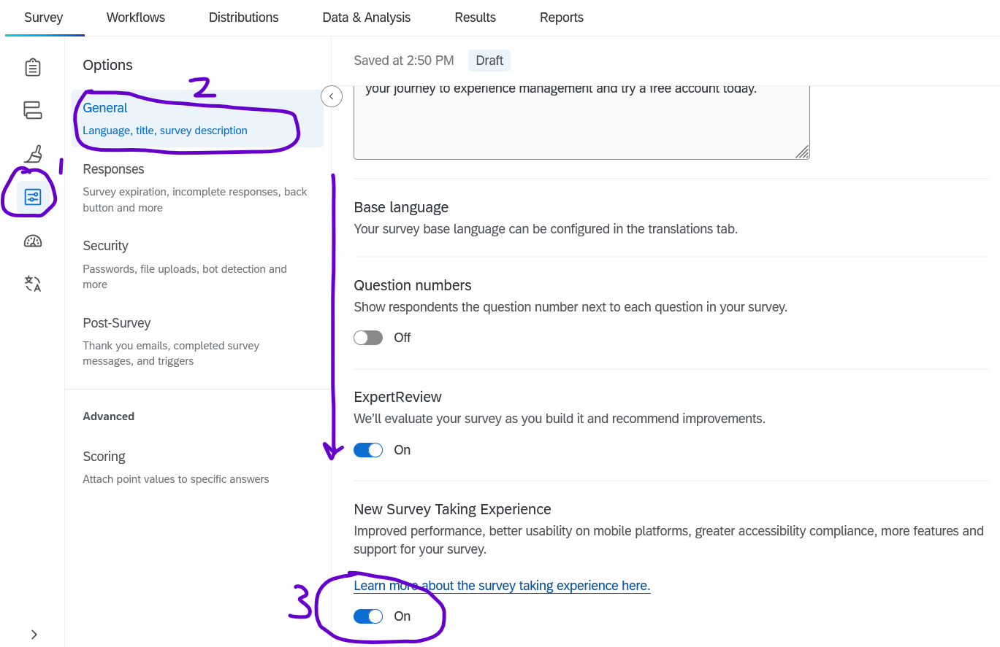 Survey Workflows Distributions Data & Analysis Results Reports
Options
2
General
Language, title, survey description
1
Responses
Survey expiration, incomplete responses, back
button and more
Security
Passwords, file uploads, bot detection and
more
Post-Survey
Thank you emails, completed survey
messages, and triggers
Advanced
Scoring
Attach point values to specific answers
Saved at 2:50 PM Draft
your journey to experience management and try a free account today.
Base language
Your survey base language can be configured in the translations tab.
Question numbers
Show respondents the question number next to each question in your survey.
Off
ExpertReview
We'll evaluate your survey as you build it and recommend improvements.
On
New Survey Taking Experience
Improved performance, better usability on mobile platforms, greater accessibility compliance, more features and
support for your survey.
Learn more about the survey taking experience here.
3
On